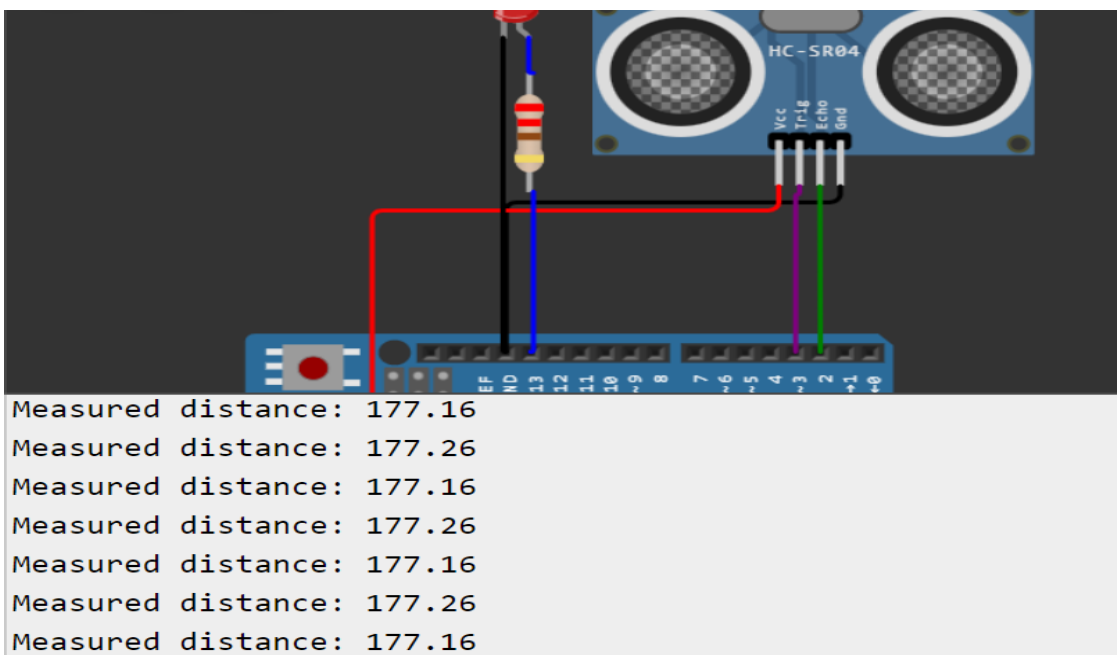 HC-SR04
Vcc
Trig
Echo
Gnd
EF
ND
13
12
11
10
~9
8
7
~6
~5
4
~3
2
→1
←0
Measured distance: 177.16
Measured distance: 177.26
Measured distance: 177.16
Measured distance: 177.26
Measured distance: 177.16
Measured distance: 177.26
Measured distance: 177.16